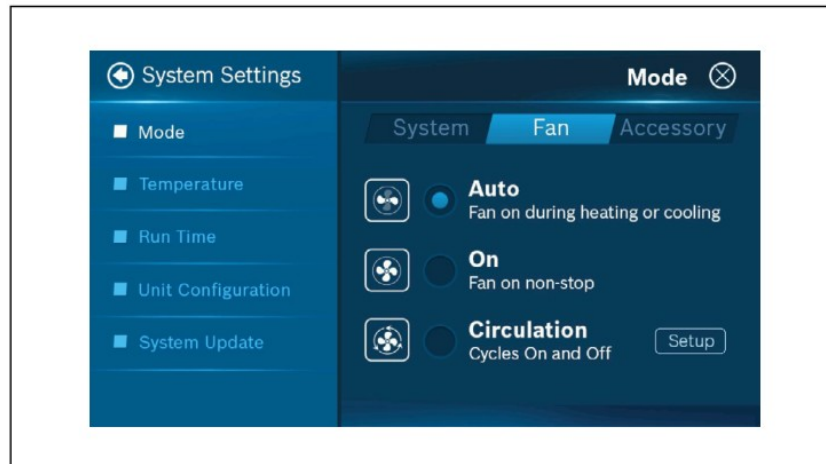 System Settings
Mode
Mode
Temperature
Run Time
Unit Configuration
System Update
System
Fan
Accessory
Auto
Fan on during heating or cooling
On
Fan on non-stop
Circulation
Cycles On and Off
Setup